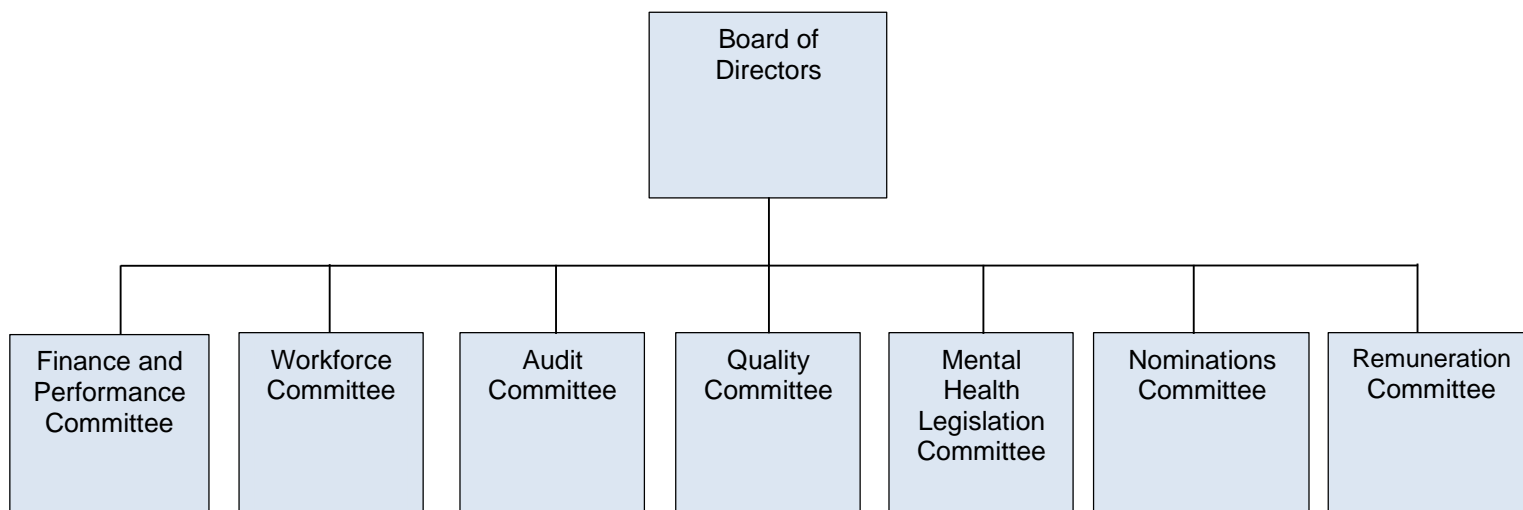 Board of
Directors
Finance and
Performance
Committee
Workforce
Committee
Audit
Committee
Quality
Committee
Mental
Health
Legislation
Committee
Nominations
Committee
Remuneration
Committee